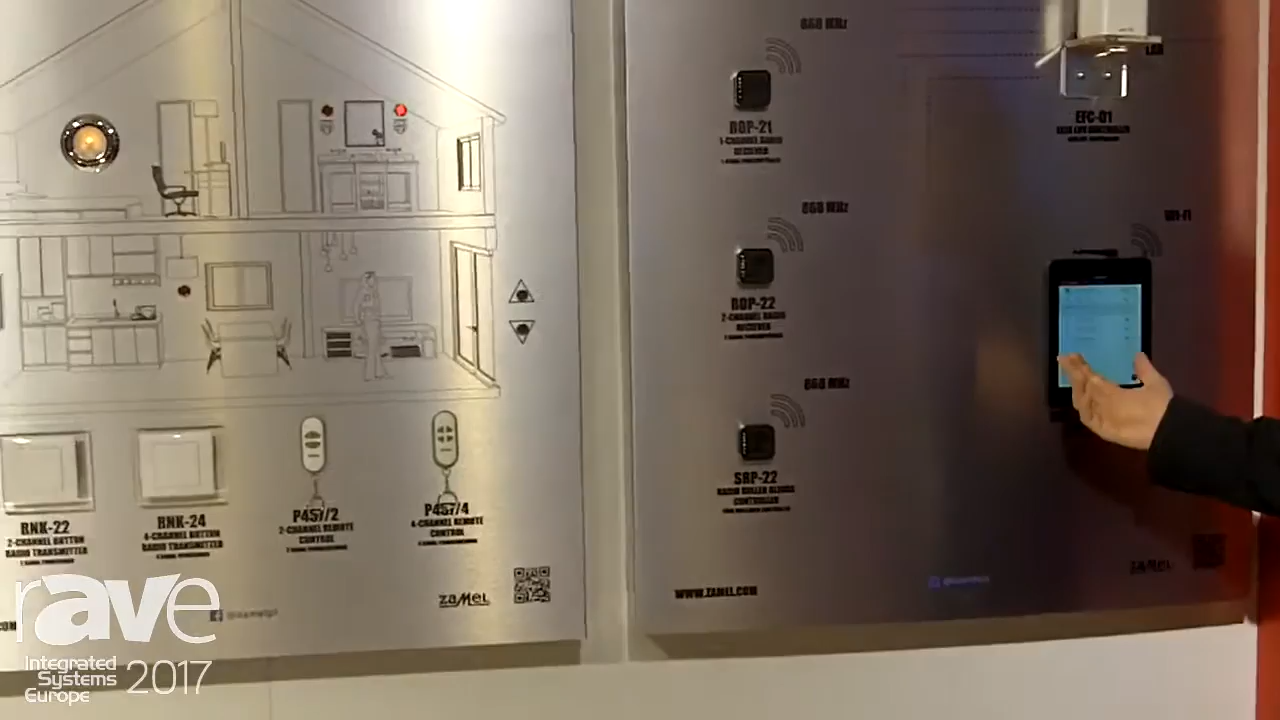 RNK-22
2-CHANNEL BUTTON
RADIO TRANSMITTER
RNK-24
4-CHANNEL BUTTON
RADIO TRANSMITTER
P457/2
2-CHANNEL REMOTE
CONTROL
P457/4
4-CHANNEL REMOTE
CONTROL
ZAMEL
868 MHz
ROP-21
1-CHANNEL RADIO
RECEIVER
868 MHz
ROP-22
2-CHANNEL RADIO
RECEIVER
868 MHz
SRP-22
RADIO ROLLER BLINDS
CONTROLLER
WWW.ZAMEL.COM
LAN
EFC-01
WI-FI
ZAMEL
rave
Integrated
Systems
Europe 2017